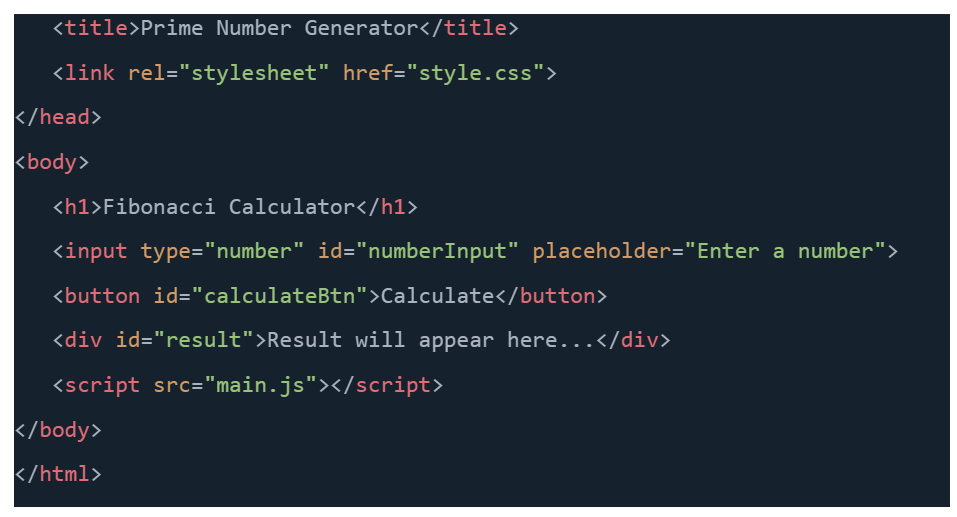 <title>Prime Number Generator</title>
<link rel="stylesheet" href="style.css">
</head>
<body>
<h1>Fibonacci Calculator</h1>
<input type="number" id="numberInput" placeholder="Enter a number">
<button id="calculateBtn">Calculate</button>
<div id="result">Result will appear here...</div>
<script src="main.js"></script>
</body>
</html>